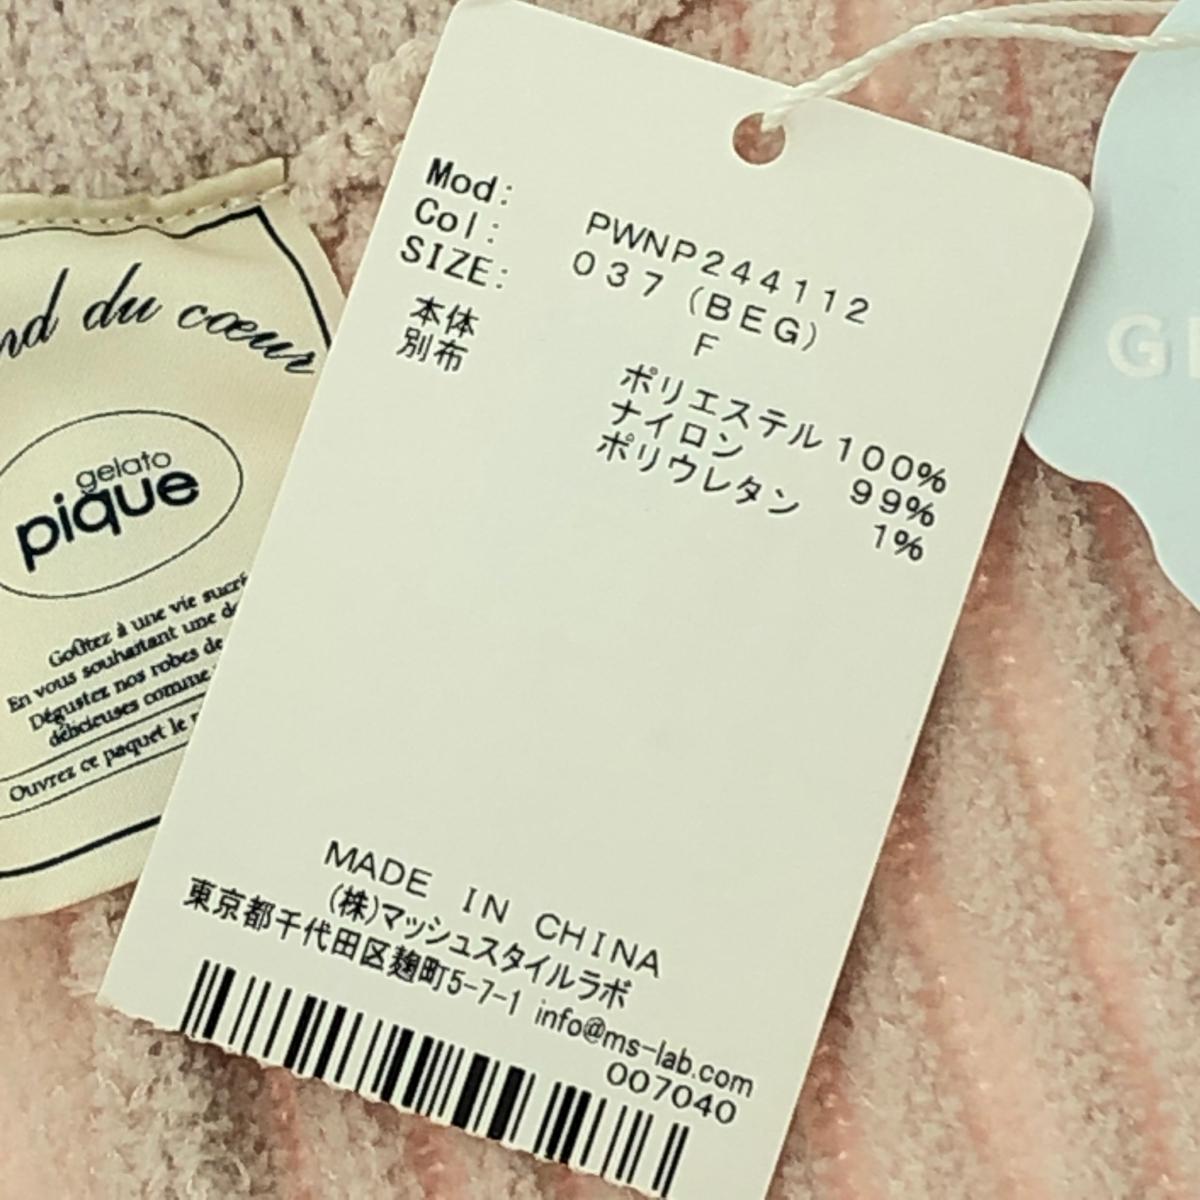 du cœur
gelato
pique
Goûtez à une vie sucré
En vous souhaitant une
Dégustez nos robes de
délicieuses comme
Ouvrez ce paquet le
Mod: PWNP244112
Col: 037 (BEG)
SIZE: F
本体 ポリエステル 100%
別布 ナイロン 99%
ポリウレタン 1%
MADE IN CHINA
(株)マッシュスタイルラボ
東京都千代田区麹町5-7-1 info@ms-lab.com
007040
G